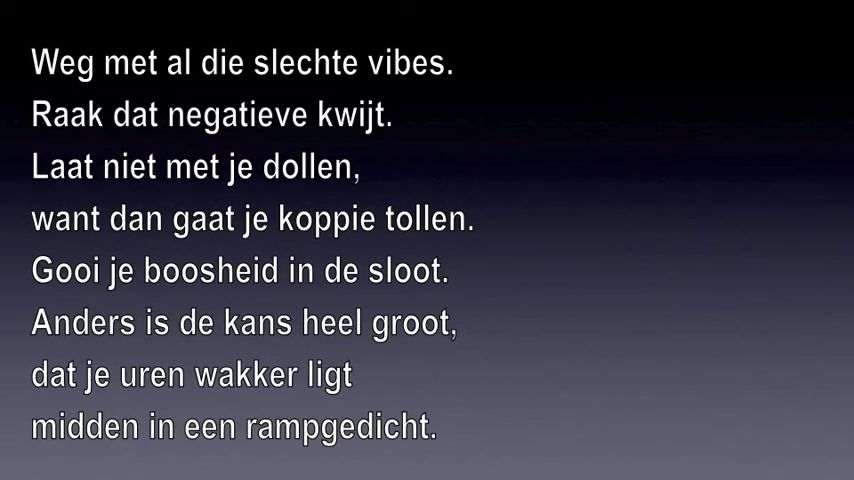 Weg met al die slechte vibes.
Raak dat negatieve kwijt.
Laat niet met je dollen,
want dan gaat je koppie tollen.
Gooi je boosheid in de sloot.
Anders is de kans heel groot,
dat je uren wakker ligt
midden in een rampgedicht.